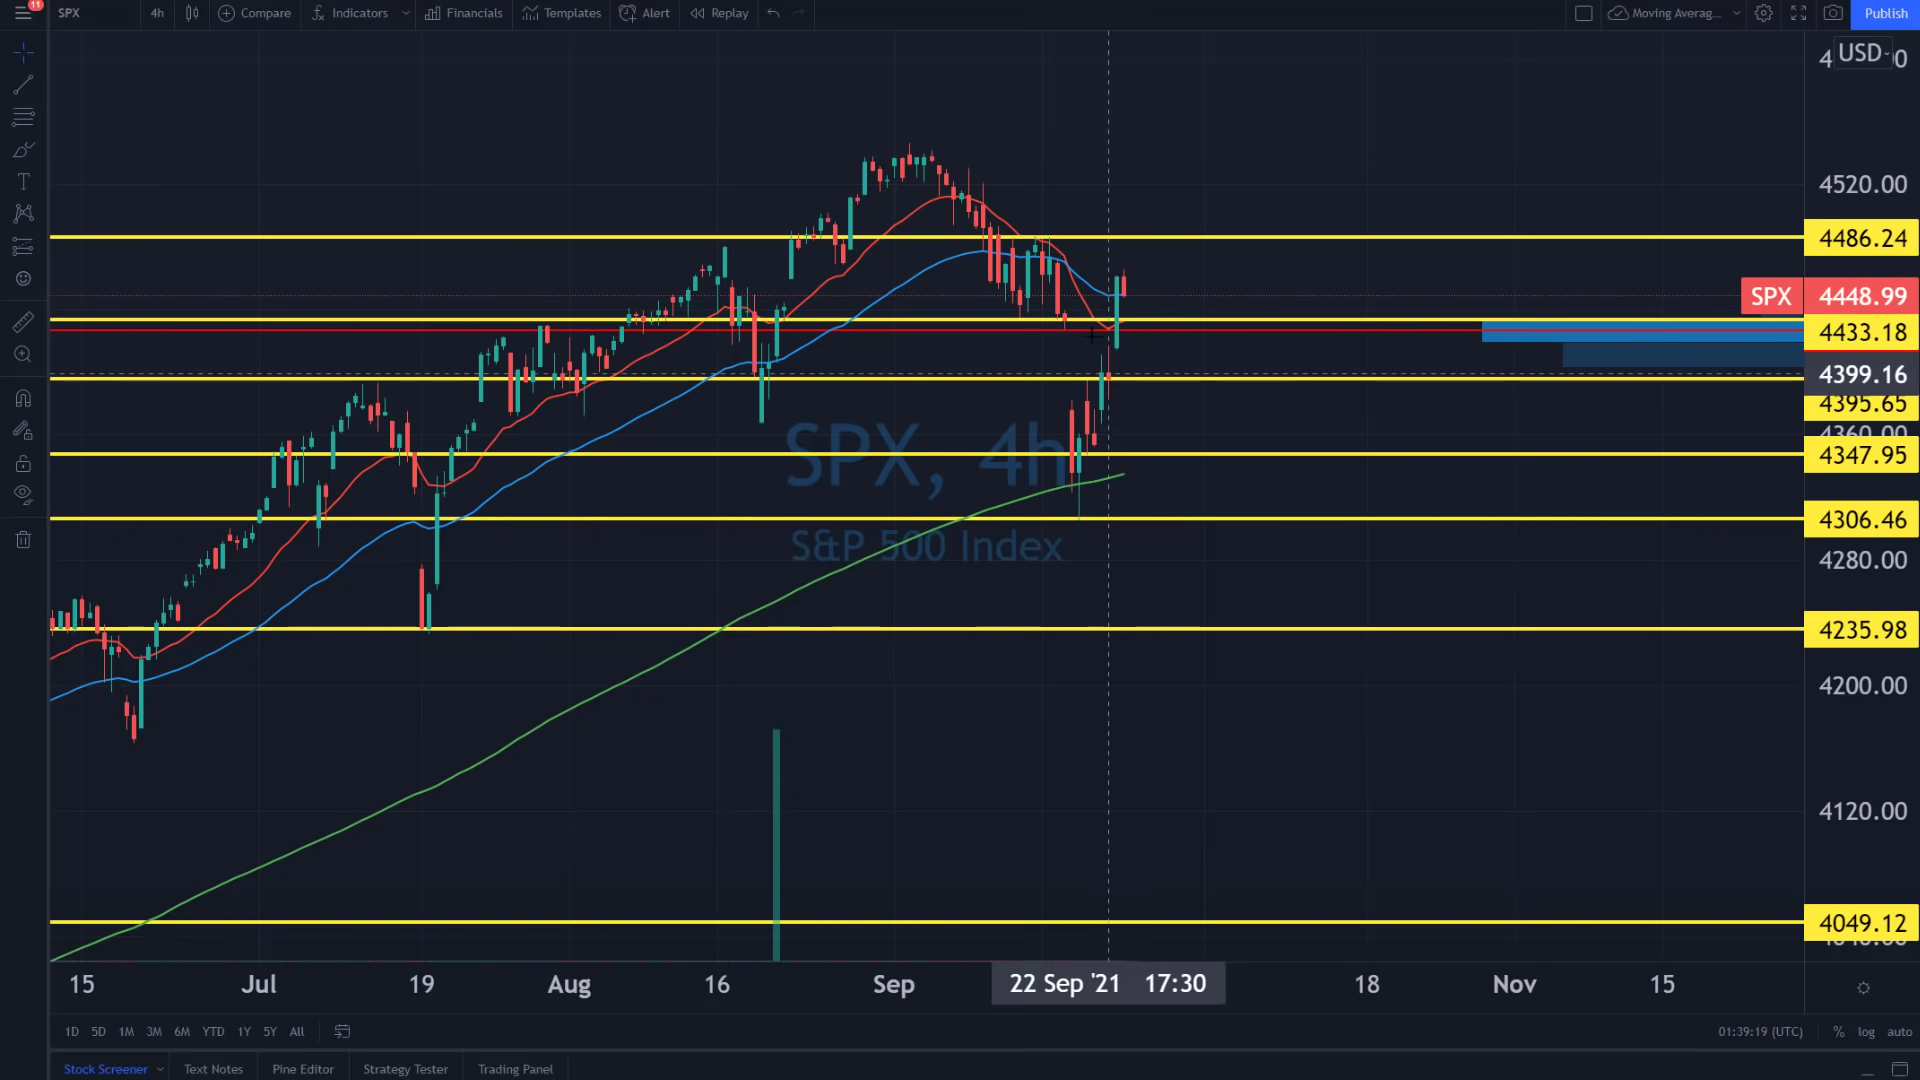 11
SPX 4h Compare Indicators Financials Templates Alert Replay Moving Averag... Publish
USD
4520.00
4486.24
SPX 4448.99
4433.18
4399.16
4395.65
4360.00
4347.95
4306.46
4280.00
4235.98
4200.00
4120.00
4049.12
SPX, 4h
S&P 500 Index
15 Jul 19 Aug 16 Sep 22 Sep '21 17:30 18 Nov 15
1D 5D 1M 3M 6M YTD 1Y 5Y All 01:39:19 (UTC) % log auto
Stock Screener Text Notes Pine Editor Strategy Tester Trading Panel